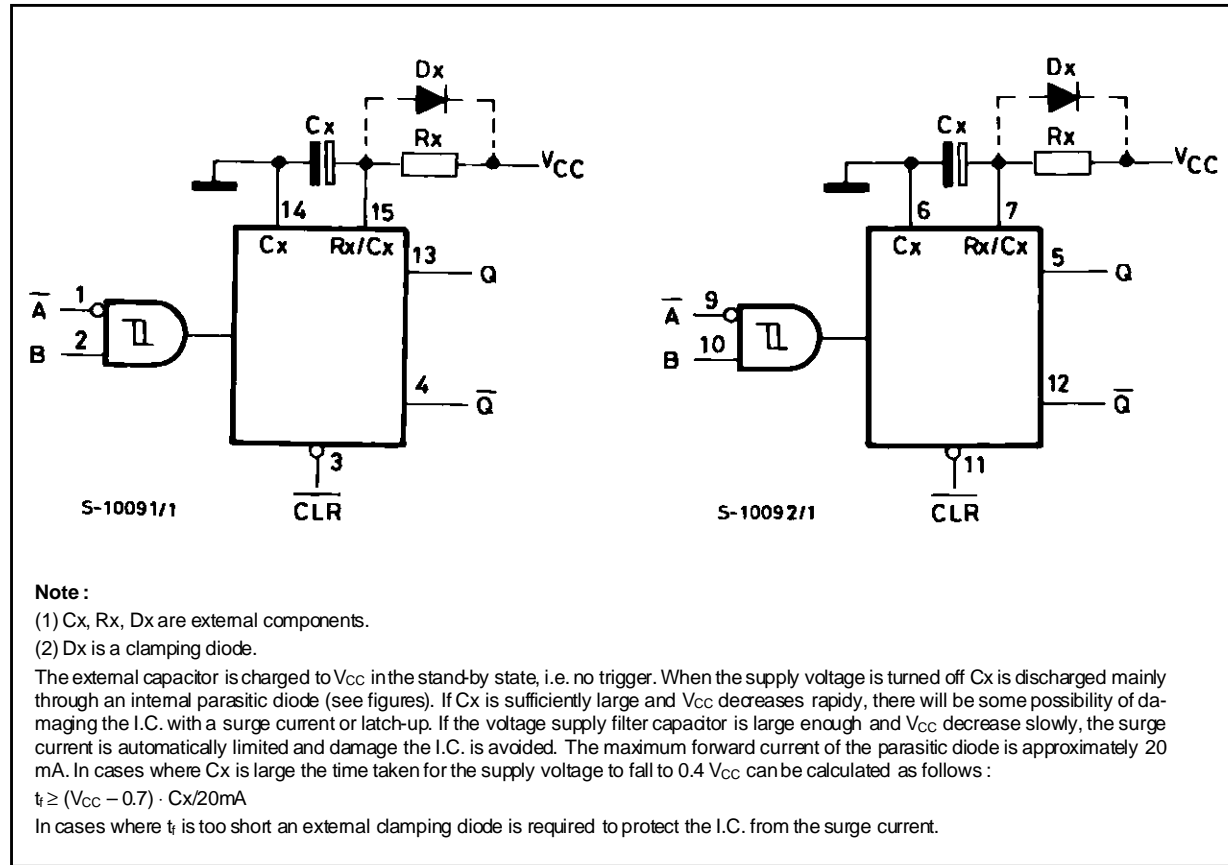 Dx
Cx
Rx
VCC
14
15
Cx
Rx/Cx
13
Q
A̅
1
B
2
4
Q̅
3
C̅L̅R̅
S-10091/1
Dx
Cx
Rx
VCC
6
7
Cx
Rx/Cx
5
Q
A̅
9
B
10
12
Q̅
11
C̅L̅R̅
S-10092/1
Note :
(1) Cx, Rx, Dx are external components.
(2) Dx is a clamping diode.
The external capacitor is charged to VCC in the stand-by state, i.e. no trigger. When the supply voltage is turned off Cx is discharged mainly
through an internal parasitic diode (see figures). If Cx is sufficiently large and VCC decreases rapidly, there will be some possibility of da-
maging the I.C. with a surge current or latch-up. If the voltage supply filter capacitor is large enough and VCC decrease slowly, the surge
current is automatically limited and damage the I.C. is avoided. The maximum forward current of the parasitic diode is approximately 20
mA. In cases where Cx is large the time taken for the supply voltage to fall to 0.4 VCC can be calculated as follows :
tf ≥ (VCC – 0.7) · Cx/20mA
In cases where tf is too short an external clamping diode is required to protect the I.C. from the surge current.